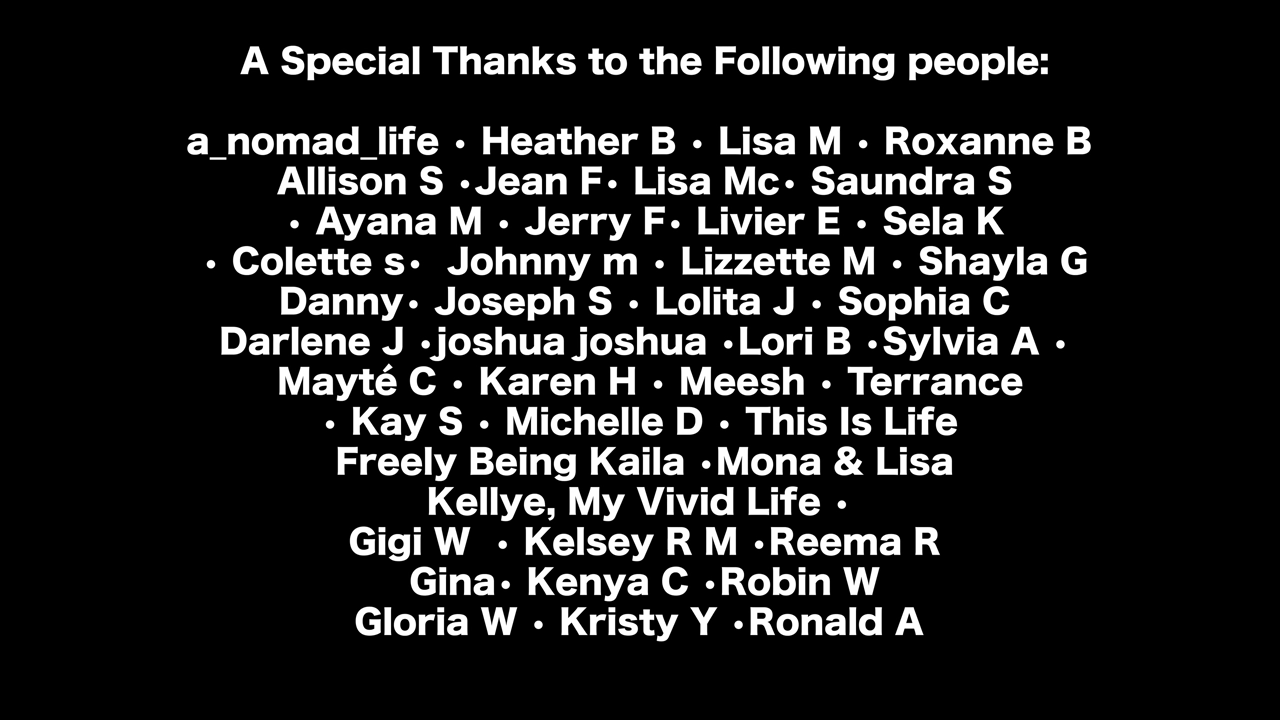 A Special Thanks to the Following people:
a_nomad_life • Heather B • Lisa M • Roxanne B
Allison S •Jean F• Lisa Mc• Saundra S
• Ayana M • Jerry F• Livier E • Sela K
• Colette s• Johnny m • Lizzette M • Shayla G
Danny• Joseph S • Lolita J • Sophia C
Darlene J •joshua joshua •Lori B •Sylvia A •
Mayté C • Karen H • Meesh • Terrance
• Kay S • Michelle D • This Is Life
Freely Being Kaila •Mona & Lisa
Kellye, My Vivid Life •
Gigi W • Kelsey R M •Reema R
Gina• Kenya C •Robin W
Gloria W • Kristy Y •Ronald A